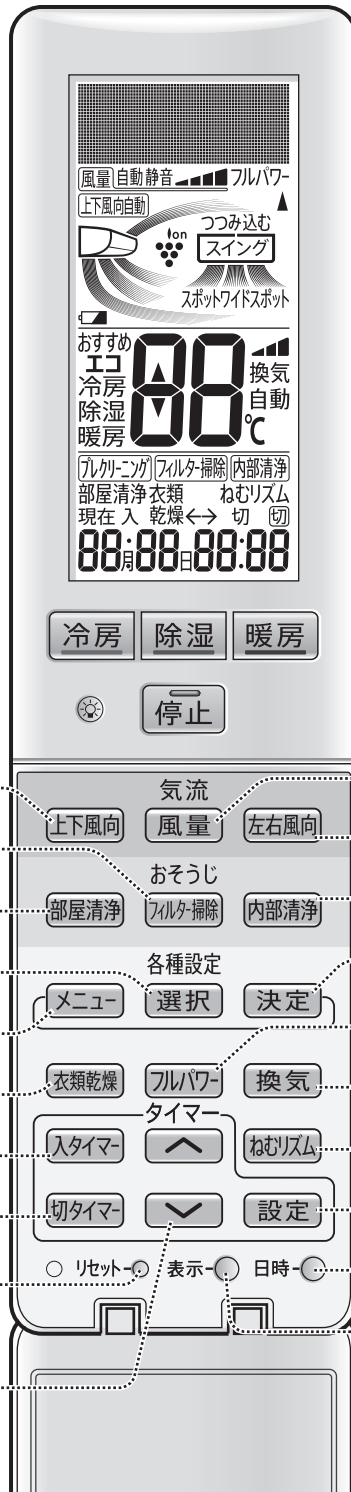 風量 自動 静音 フルパワー
上下風向自動
つつみ込む
ion
スイング
スポットワイドスポット
おすすめ
エコ
冷房
除湿
暖房
88
換気
自動
℃
プレクリーニング フィルター掃除 内部清浄
部屋清浄 衣類 ねむリズム
現在 入 乾燥←→ 切 切
88月88日88:88
冷房 除湿 暖房
停止
気流
上下風向 風量 左右風向
おそうじ
部屋清浄 フィルター掃除 内部清浄
各種設定
メニュー 選択 決定
衣類乾燥 フルパワー 換気
タイマー
入タイマー ねむリズム
切タイマー 設定
リセット 表示 日時